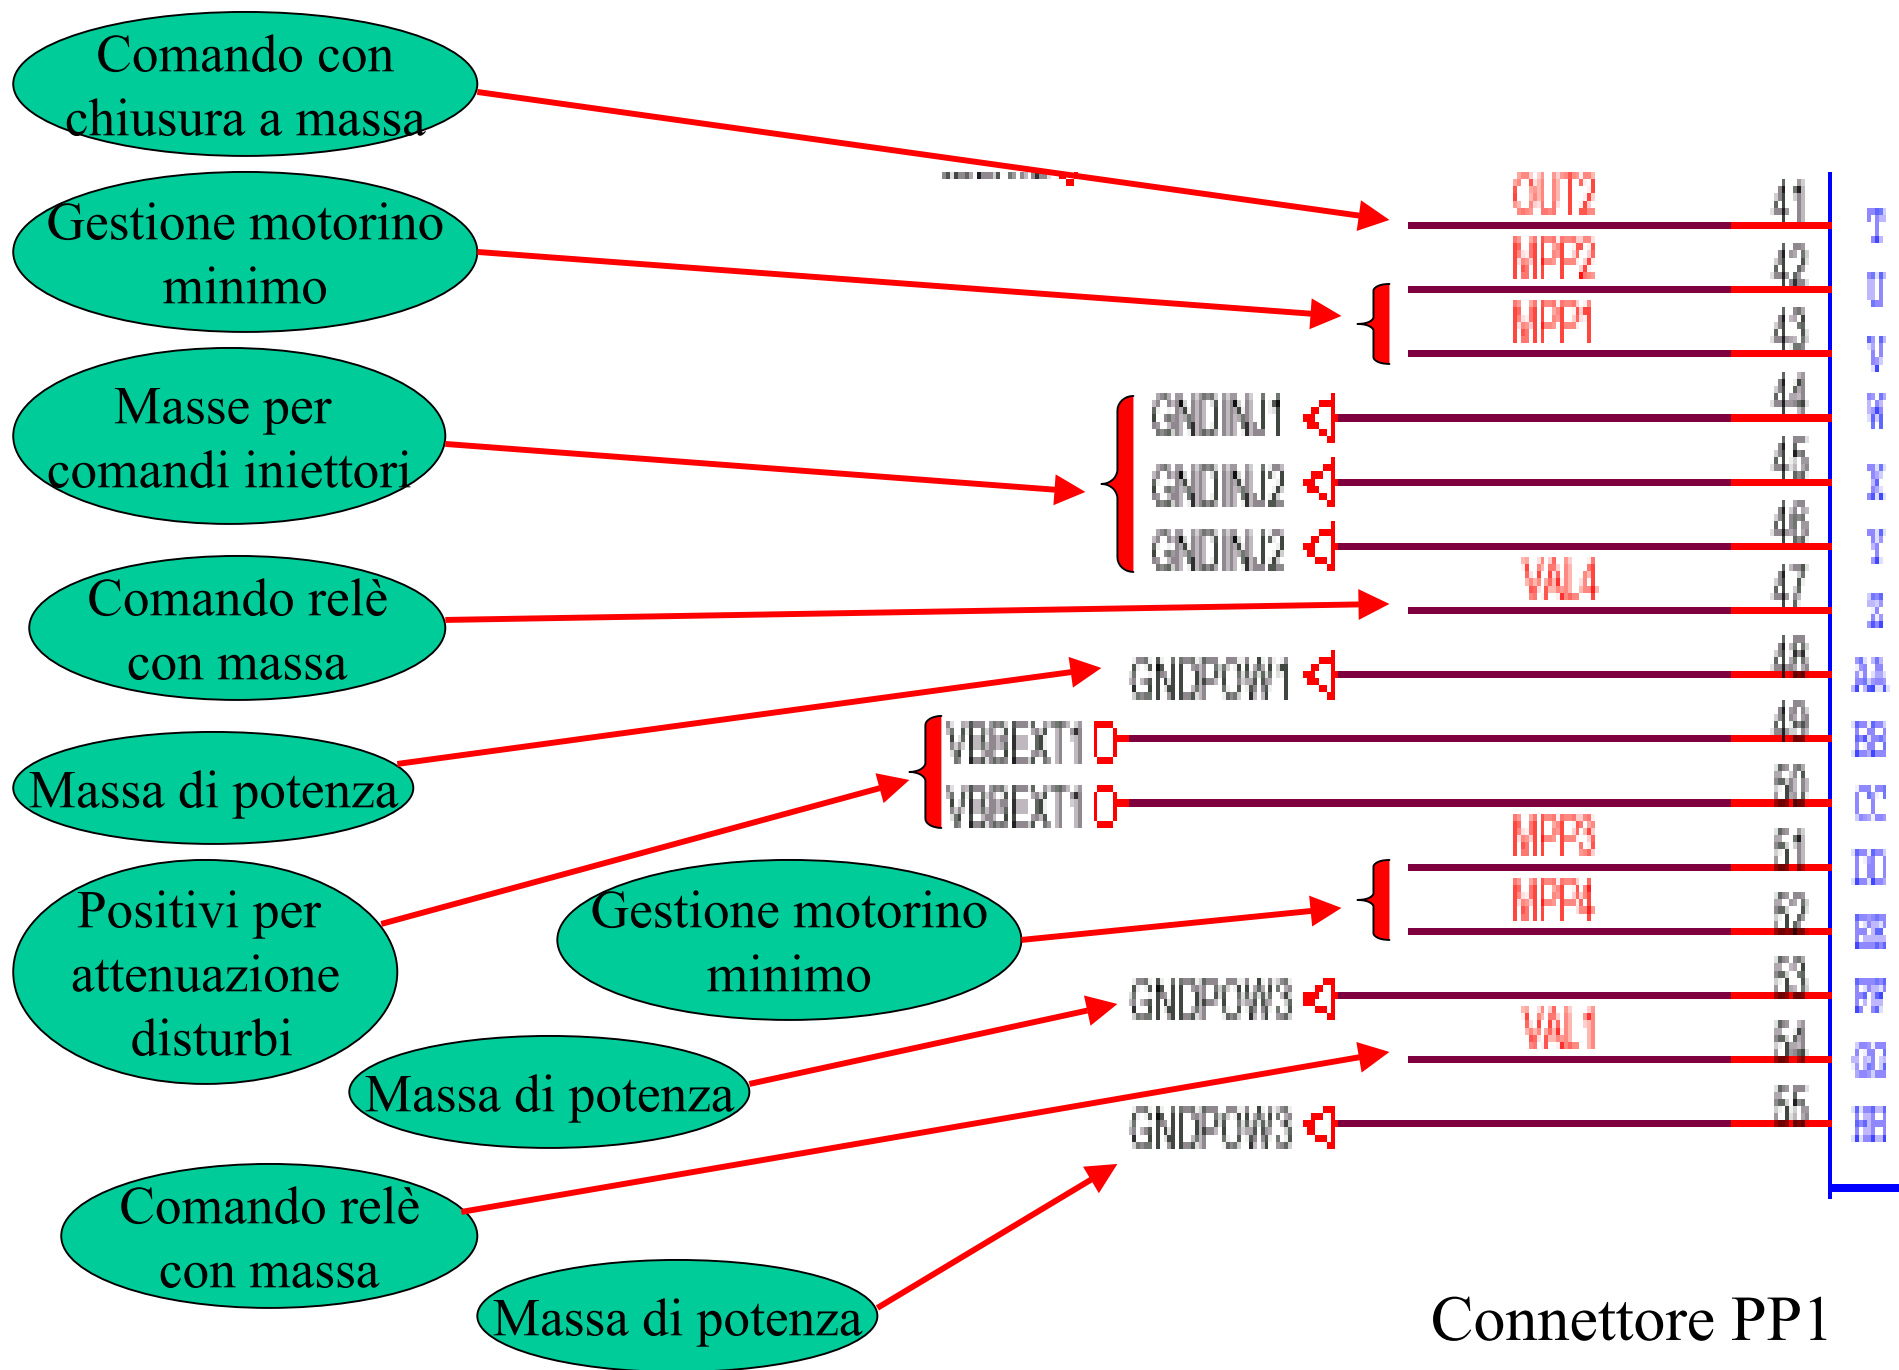 Comando con
chiusura a massa
Gestione motorino
minimo
Masse per
comandi iniettori
Comando relè
con massa
Massa di potenza
Positivi per
attenuazione
disturbi
Gestione motorino
minimo
Massa di potenza
Comando relè
con massa
Massa di potenza
OUT2 41 T
MPP2 42 U
MPP1 43 V
GNDINJ1 44 W
GNDINJ2 45 X
GNDINJ2 46 Y
VAL4 47 Z
GNDPOW1 48 AA
VBBEXT1 49 BB
VBBEXT1 50 CC
MPP3 51 DD
MPP4 52
GNDPOW3 53 FF
VAL1 54 GG
GNDPOW3 55 HH
Connettore PP1